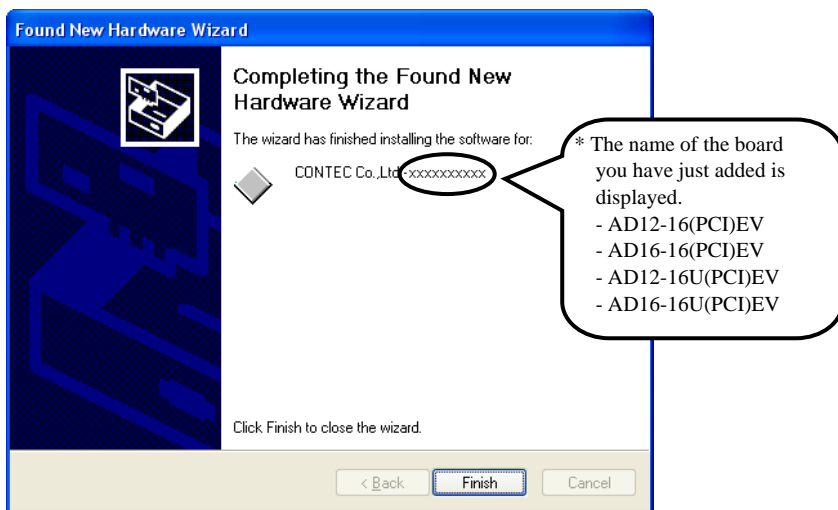 Found New Hardware Wizard
Completing the Found New
Hardware Wizard
The wizard has finished installing the software for:
CONTEC Co.,Ltd.-xxxxxxxxxx
* The name of the board
you have just added is
displayed.
- AD12-16(PCI)EV
- AD16-16(PCI)EV
- AD12-16U(PCI)EV
- AD16-16U(PCI)EV
Click Finish to close the wizard.
< Back
Finish
Cancel